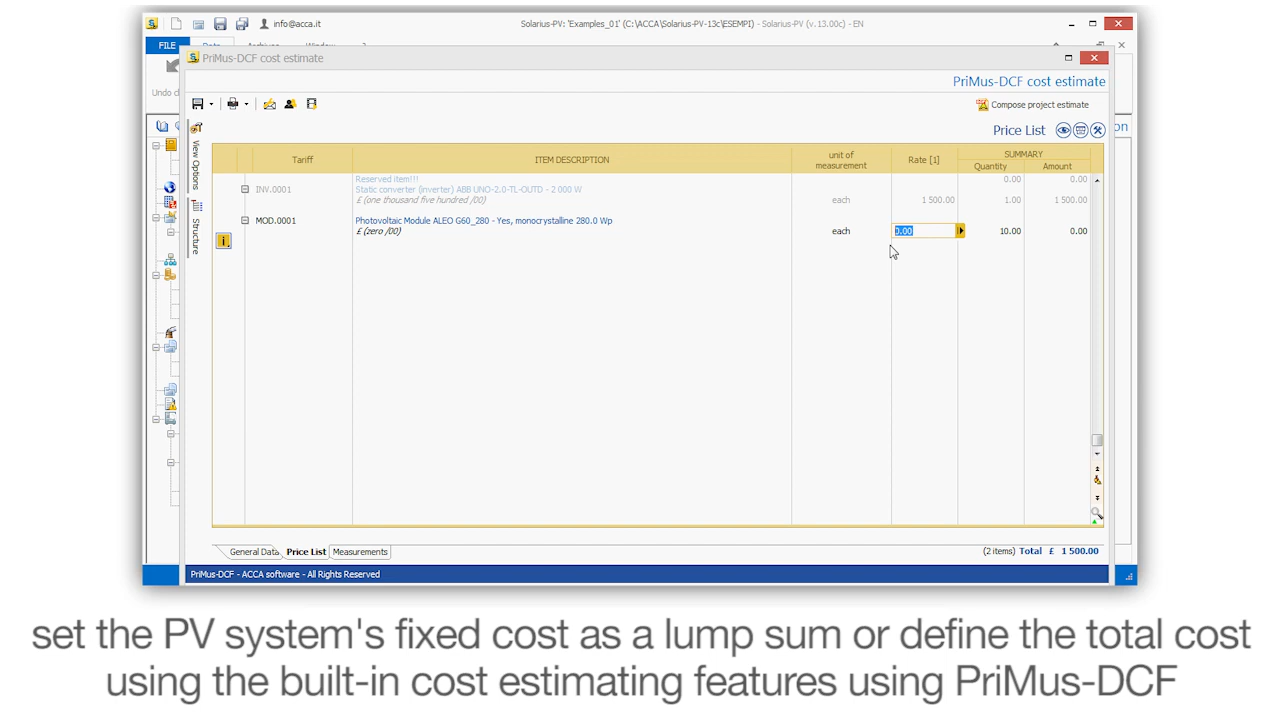 info@acca.it
Solarius-PV: 'Examples_01' (C:\ACCA\Solarius-PV-13c\ESEMPI) - Solarius-PV (v.13.00c) - EN
FILE
PriMus-DCF cost estimate
PriMus-DCF cost estimate
Compose project estimate
Price List
View Options
Structure
Tariff ITEM DESCRIPTION unit of measurement Rate [1] SUMMARY
Quantity Amount
Reserved item!!! 0.00 0.00
INV.0001 Static converter (inverter) ABB UNO-2.0-TL-OUTD - 2 000 W
£ (one thousand five hundred /00) each 1 500.00 1.00 1 500.00
MOD.0001 Photovoltaic Module ALEO G60_280 - Yes, monocrystalline 280.0 Wp
£ (zero /00) each 0.00 10.00 0.00
General Data Price List Measurements (2 items) Total £ 1 500.00
PriMus-DCF - ACCA software - All Rights Reserved
set the PV system's fixed cost as a lump sum or define the total cost
using the built-in cost estimating features using PriMus-DCF